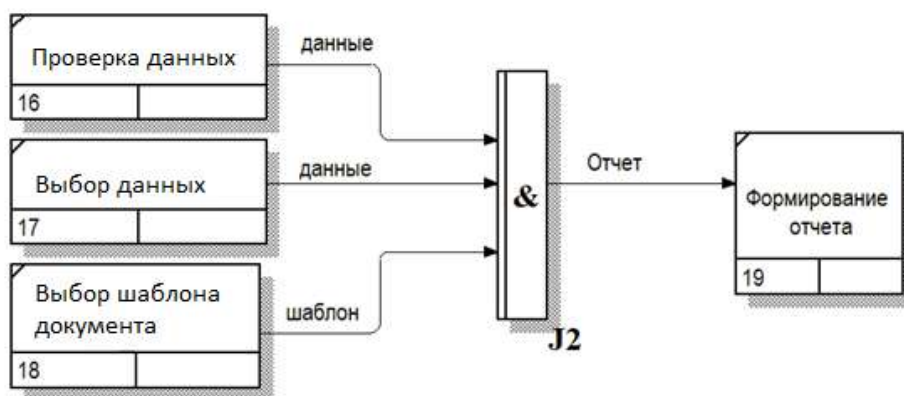 Проверка данных
16
данные
Выбор данных
17
данные
Выбор шаблона
документа
18
шаблон
&
J2
Отчет
Формирование
отчета
19